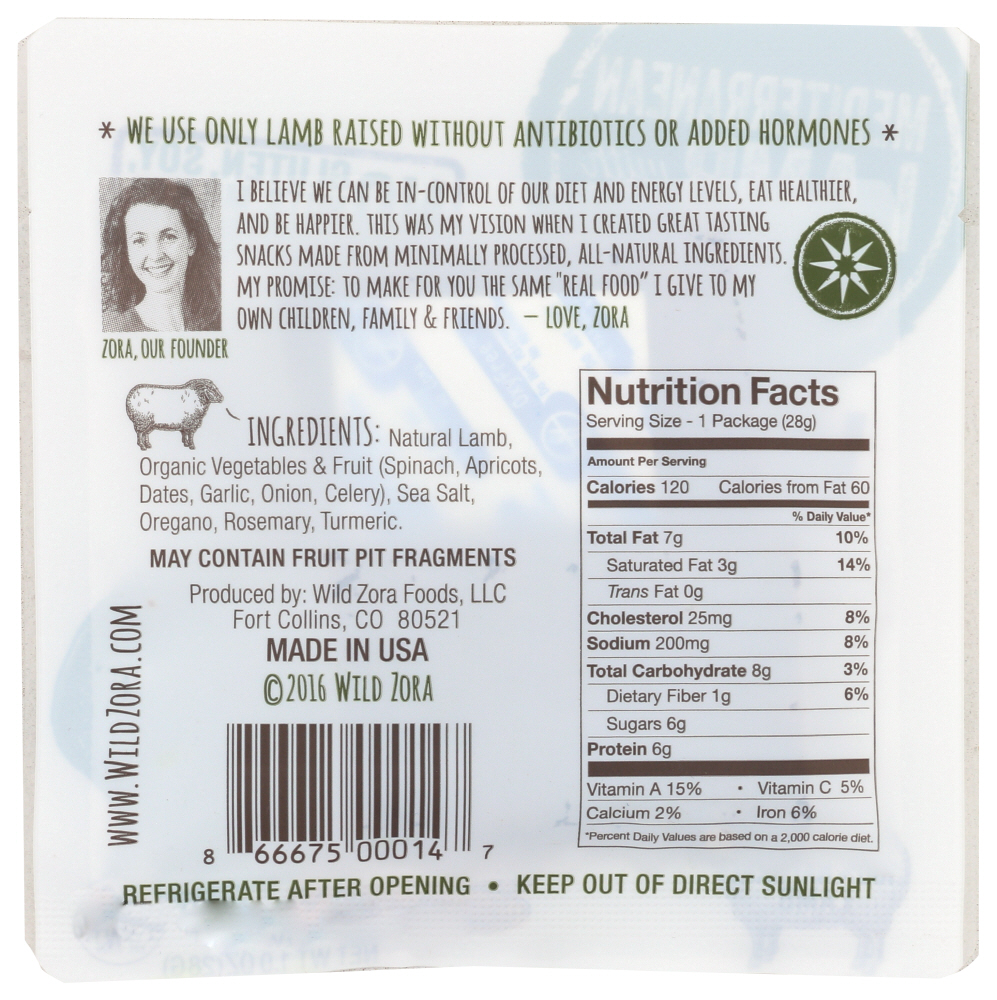 * WE USE ONLY LAMB RAISED WITHOUT ANTIBIOTICS OR ADDED HORMONES *
I BELIEVE WE CAN BE IN-CONTROL OF OUR DIET AND ENERGY LEVELS, EAT HEALTHIER,
AND BE HAPPIER. THIS WAS MY VISION WHEN I CREATED GREAT TASTING
SNACKS MADE FROM MINIMALLY PROCESSED, ALL-NATURAL INGREDIENTS.
MY PROMISE: TO MAKE FOR YOU THE SAME "REAL FOOD" I GIVE TO MY
OWN CHILDREN, FAMILY & FRIENDS. – LOVE, ZORA
ZORA, OUR FOUNDER
INGREDIENTS: Natural Lamb,
Organic Vegetables & Fruit (Spinach, Apricots,
Dates, Garlic, Onion, Celery), Sea Salt,
Oregano, Rosemary, Turmeric.
MAY CONTAIN FRUIT PIT FRAGMENTS
Produced by: Wild Zora Foods, LLC
Fort Collins, CO 80521
MADE IN USA
©2016 WILD ZORA
WWW.WILDZORA.COM
8 66675 00014 7
Nutrition Facts
Serving Size - 1 Package (28g)
Amount Per Serving
Calories 120 Calories from Fat 60
% Daily Value*
Total Fat 7g 10%
Saturated Fat 3g 14%
Trans Fat 0g
Cholesterol 25mg 8%
Sodium 200mg 8%
Total Carbohydrate 8g 3%
Dietary Fiber 1g 6%
Sugars 6g
Protein 6g
Vitamin A 15% • Vitamin C 5%
Calcium 2% • Iron 6%
*Percent Daily Values are based on a 2,000 calorie diet.
REFRIGERATE AFTER OPENING • KEEP OUT OF DIRECT SUNLIGHT
MEDITERRANEAN
LAMB